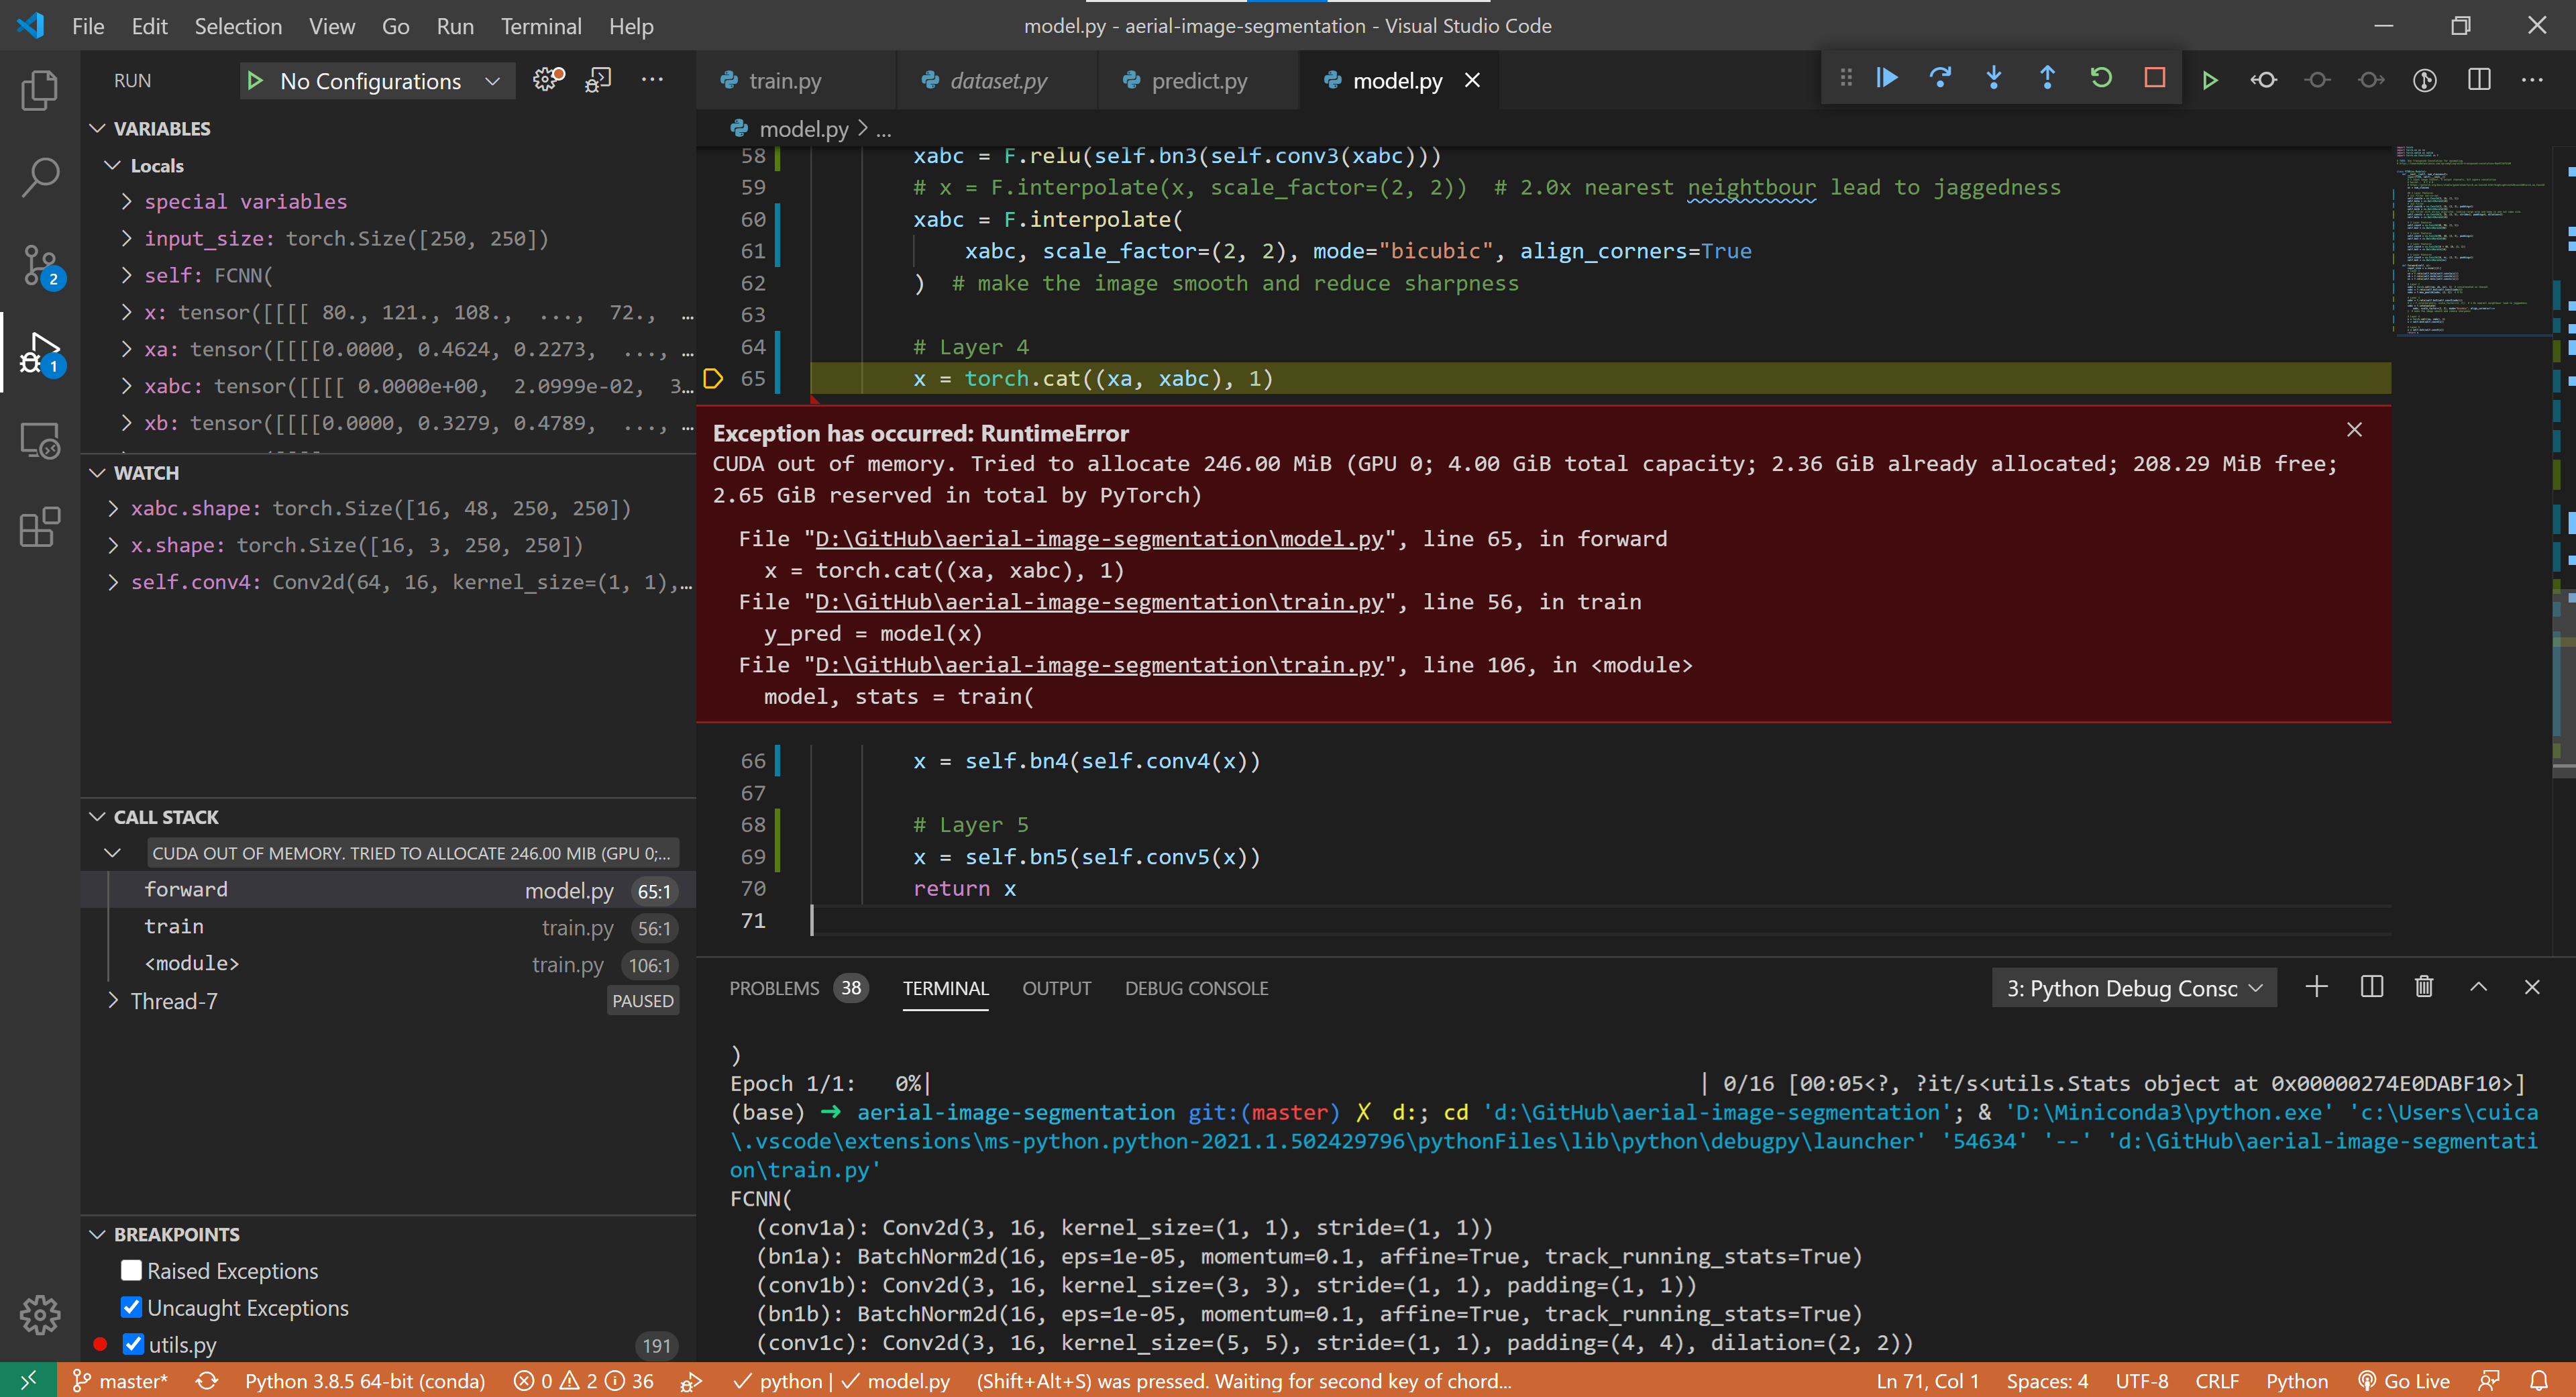 File Edit Selection View Go Run Terminal Help
model.py - aerial-image-segmentation - Visual Studio Code
RUN
No Configurations
train.py
dataset.py
predict.py
model.py
model.py > ...
VARIABLES
Locals
special variables
input_size: torch.Size([250, 250])
self: FCNN(
x: tensor([[[[ 80., 121., 108., ..., 72., …
xa: tensor([[[[0.0000, 0.4624, 0.2273, ..., …
xabc: tensor([[[[ 0.0000e+00, 2.0999e-02, 3…
xb: tensor([[[[0.0000, 0.3279, 0.4789, ..., …
WATCH
xabc.shape: torch.Size([16, 48, 250, 250])
x.shape: torch.Size([16, 3, 250, 250])
self.conv4: Conv2d(64, 16, kernel_size=(1, 1),…
CALL STACK
CUDA OUT OF MEMORY. TRIED TO ALLOCATE 246.00 MIB (GPU 0;...
forward model.py 65:1
train train.py 56:1
<module> train.py 106:1
Thread-7 PAUSED
BREAKPOINTS
Raised Exceptions
Uncaught Exceptions
utils.py 191
58 xabc = F.relu(self.bn3(self.conv3(xabc)))
59 # x = F.interpolate(x, scale_factor=(2, 2)) # 2.0x nearest neightbour lead to jaggedness
60 xabc = F.interpolate(
61 xabc, scale_factor=(2, 2), mode="bicubic", align_corners=True
62 ) # make the image smooth and reduce sharpness
63
64 # Layer 4
65 x = torch.cat((xa, xabc), 1)
Exception has occurred: RuntimeError
CUDA out of memory. Tried to allocate 246.00 MiB (GPU 0; 4.00 GiB total capacity; 2.36 GiB already allocated; 208.29 MiB free;
2.65 GiB reserved in total by PyTorch)
File "D:\GitHub\aerial-image-segmentation\model.py", line 65, in forward
x = torch.cat((xa, xabc), 1)
File "D:\GitHub\aerial-image-segmentation\train.py", line 56, in train
y_pred = model(x)
File "D:\GitHub\aerial-image-segmentation\train.py", line 106, in <module>
model, stats = train(
66 x = self.bn4(self.conv4(x))
67
68 # Layer 5
69 x = self.bn5(self.conv5(x))
70 return x
71
PROBLEMS 38 TERMINAL OUTPUT DEBUG CONSOLE
3: Python Debug Consc
)
Epoch 1/1: 0%| | 0/16 [00:05<?, ?it/s<utils.Stats object at 0x00000274E0DABF10>]
(base) ➜ aerial-image-segmentation git:(master) ✗ d:; cd 'd:\GitHub\aerial-image-segmentation'; & 'D:\Miniconda3\python.exe' 'c:\Users\cuica
\.vscode\extensions\ms-python.python-2021.1.502429796\pythonFiles\lib\python\debugpy\launcher' '54634' '--' 'd:\GitHub\aerial-image-segmentati
on\train.py'
FCNN(
(conv1a): Conv2d(3, 16, kernel_size=(1, 1), stride=(1, 1))
(bn1a): BatchNorm2d(16, eps=1e-05, momentum=0.1, affine=True, track_running_stats=True)
(conv1b): Conv2d(3, 16, kernel_size=(3, 3), stride=(1, 1), padding=(1, 1))
(bn1b): BatchNorm2d(16, eps=1e-05, momentum=0.1, affine=True, track_running_stats=True)
(conv1c): Conv2d(3, 16, kernel_size=(5, 5), stride=(1, 1), padding=(4, 4), dilation=(2, 2))
2
1
master* Python 3.8.5 64-bit (conda) 0 2 36 python | model.py (Shift+Alt+S) was pressed. Waiting for second key of chord... Ln 71, Col 1 Spaces: 4 UTF-8 CRLF Python Go Live